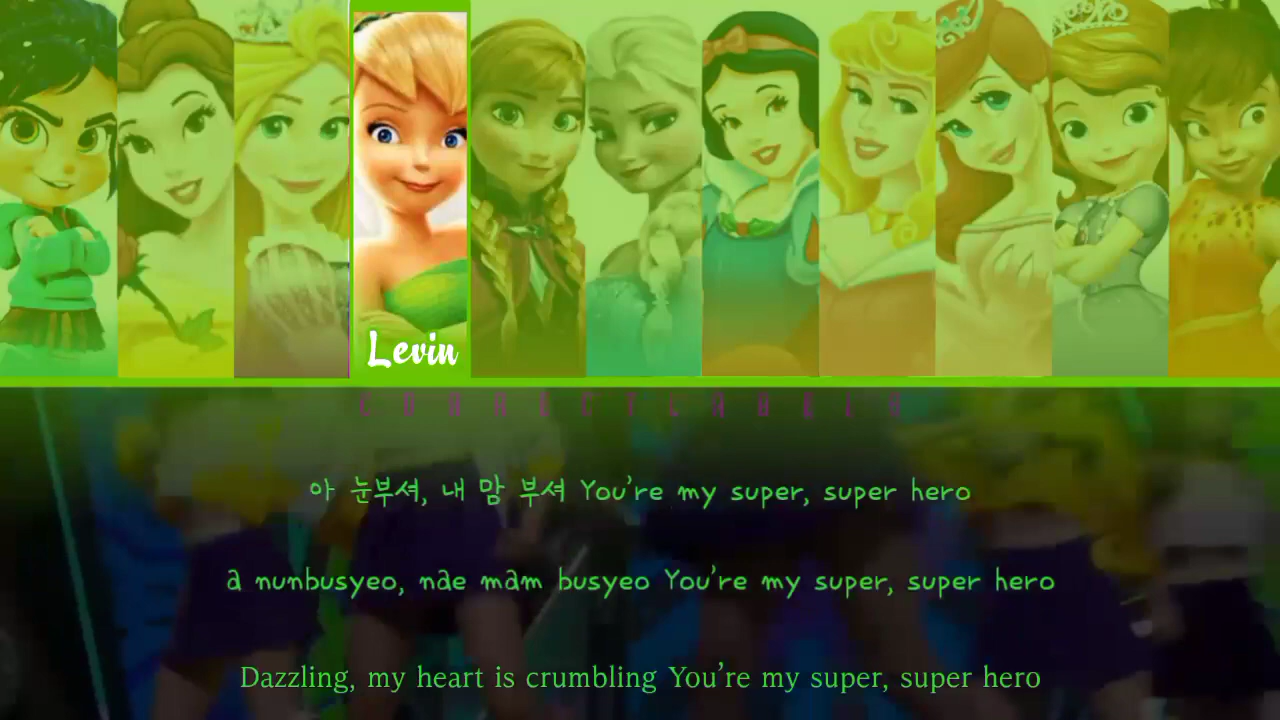 Levin
아 눈부셔, 내 맘 부셔 You're my super, super hero
a nunbusyeo, nae mam busyeo You're my super, super hero
Dazzling, my heart is crumbling You're my super, super hero